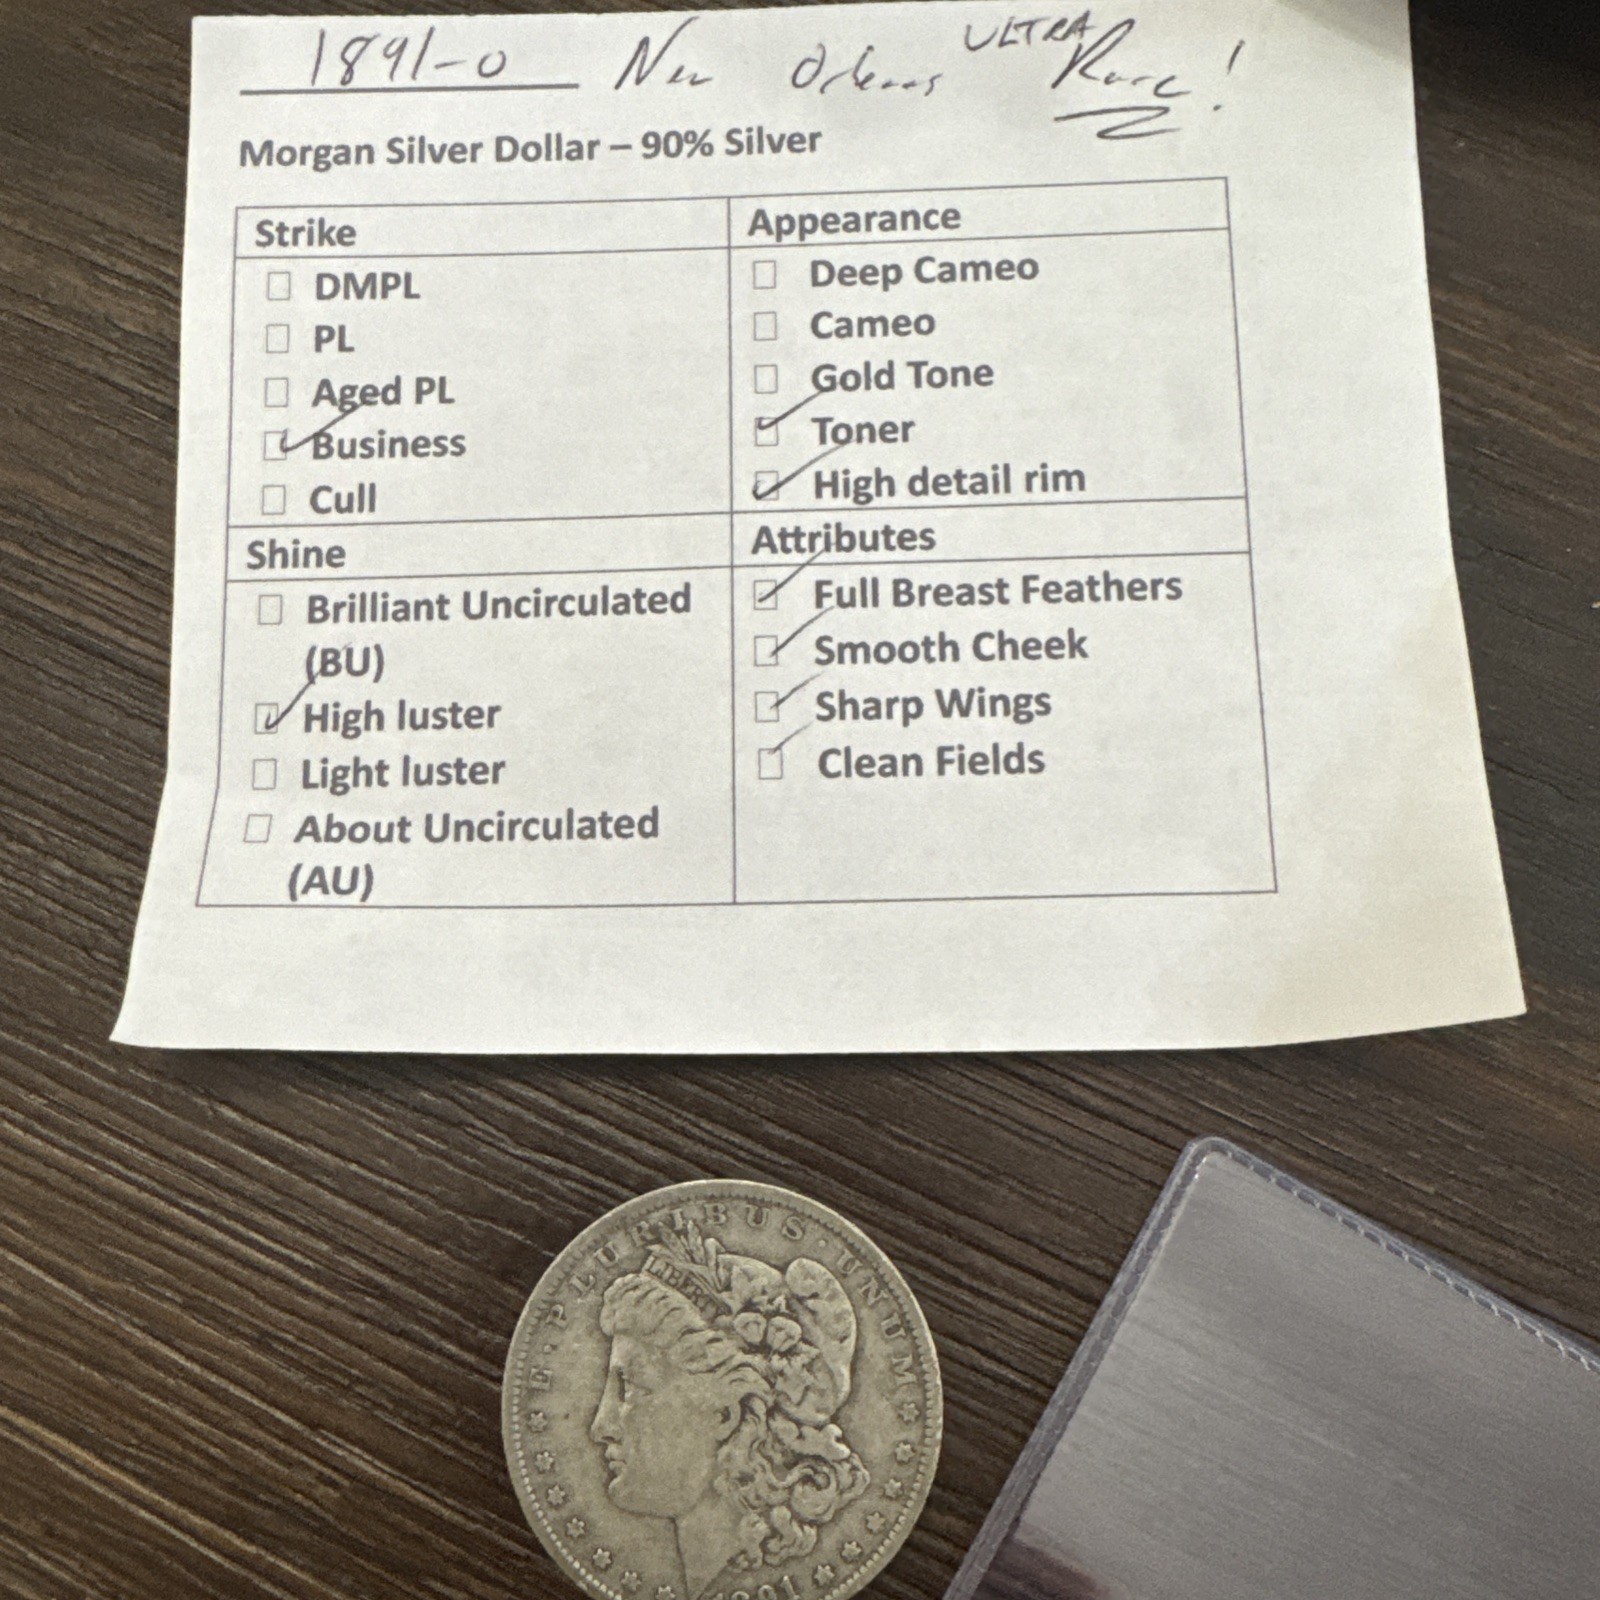 1891-0 New Orleans ULTRA Rare!
Morgan Silver Dollar – 90% Silver
Strike
DMPL
PL
Aged PL
Business
Cull
Appearance
Deep Cameo
Cameo
Gold Tone
Toner
High detail rim
Shine
Brilliant Uncirculated
(BU)
High luster
Light luster
About Uncirculated
(AU)
Attributes
Full Breast Feathers
Smooth Cheek
Sharp Wings
Clean Fields
E·PLURIBUS·UNUM
LIBERTY
1891